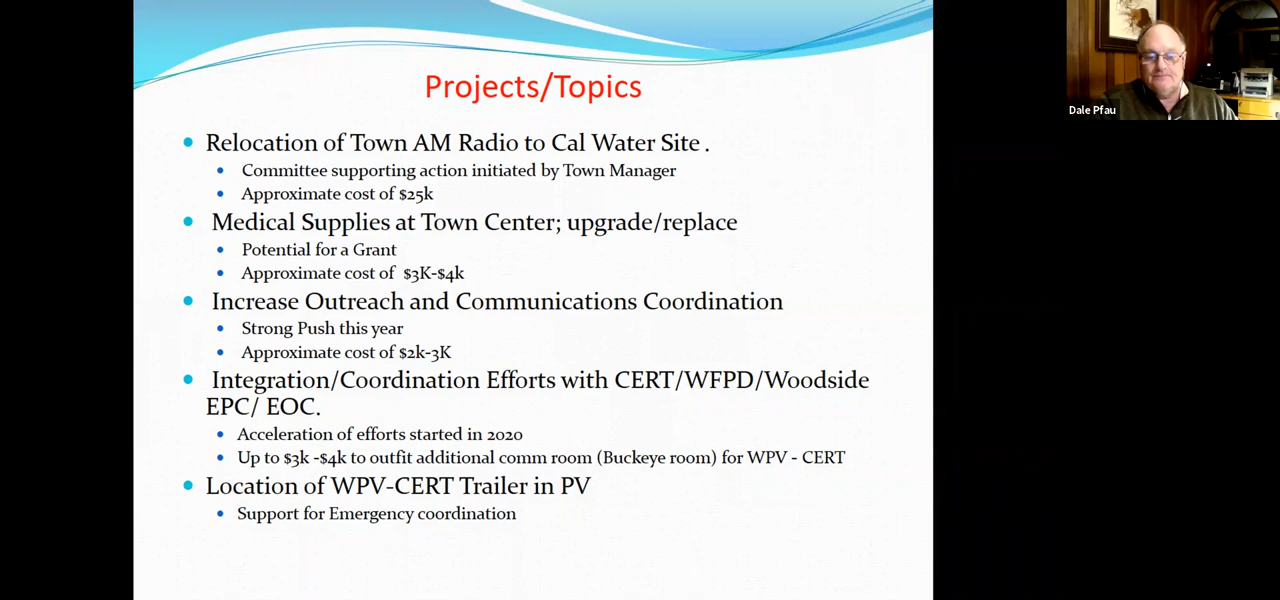 Projects/Topics
Relocation of Town AM Radio to Cal Water Site .
Committee supporting action initiated by Town Manager
Approximate cost of $25k
Medical Supplies at Town Center; upgrade/replace
Potential for a Grant
Approximate cost of $3K-$4k
Increase Outreach and Communications Coordination
Strong Push this year
Approximate cost of $2k-3K
Integration/Coordination Efforts with CERT/WFPD/Woodside
EPC/ EOC.
Acceleration of efforts started in 2020
Up to $3k -$4k to outfit additional comm room (Buckeye room) for WPV - CERT
Location of WPV-CERT Trailer in PV
Support for Emergency coordination
Dale Pfau